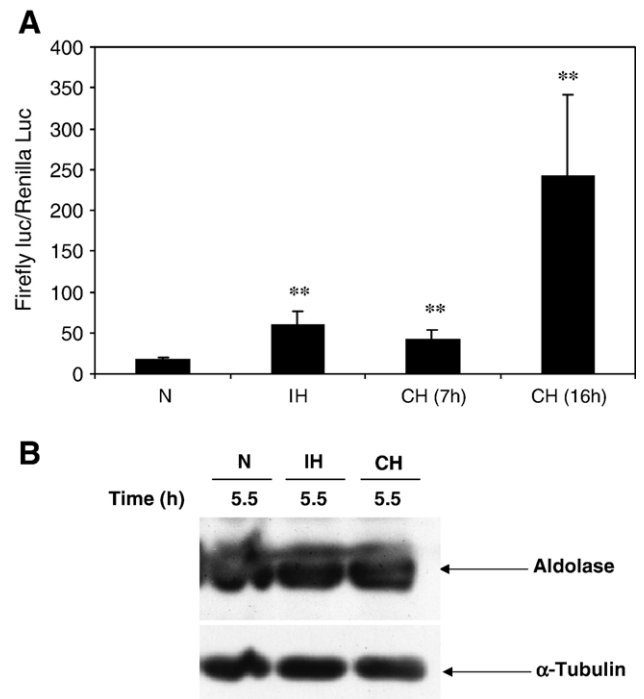 A
400
350
300
250
200
150
100
50
0
Firefly luc/Renilla Luc
**
**
**
N IH CH (7h) CH (16h)
B
N IH CH
Time (h) 5.5 5.5 5.5
Aldolase
α-Tubulin